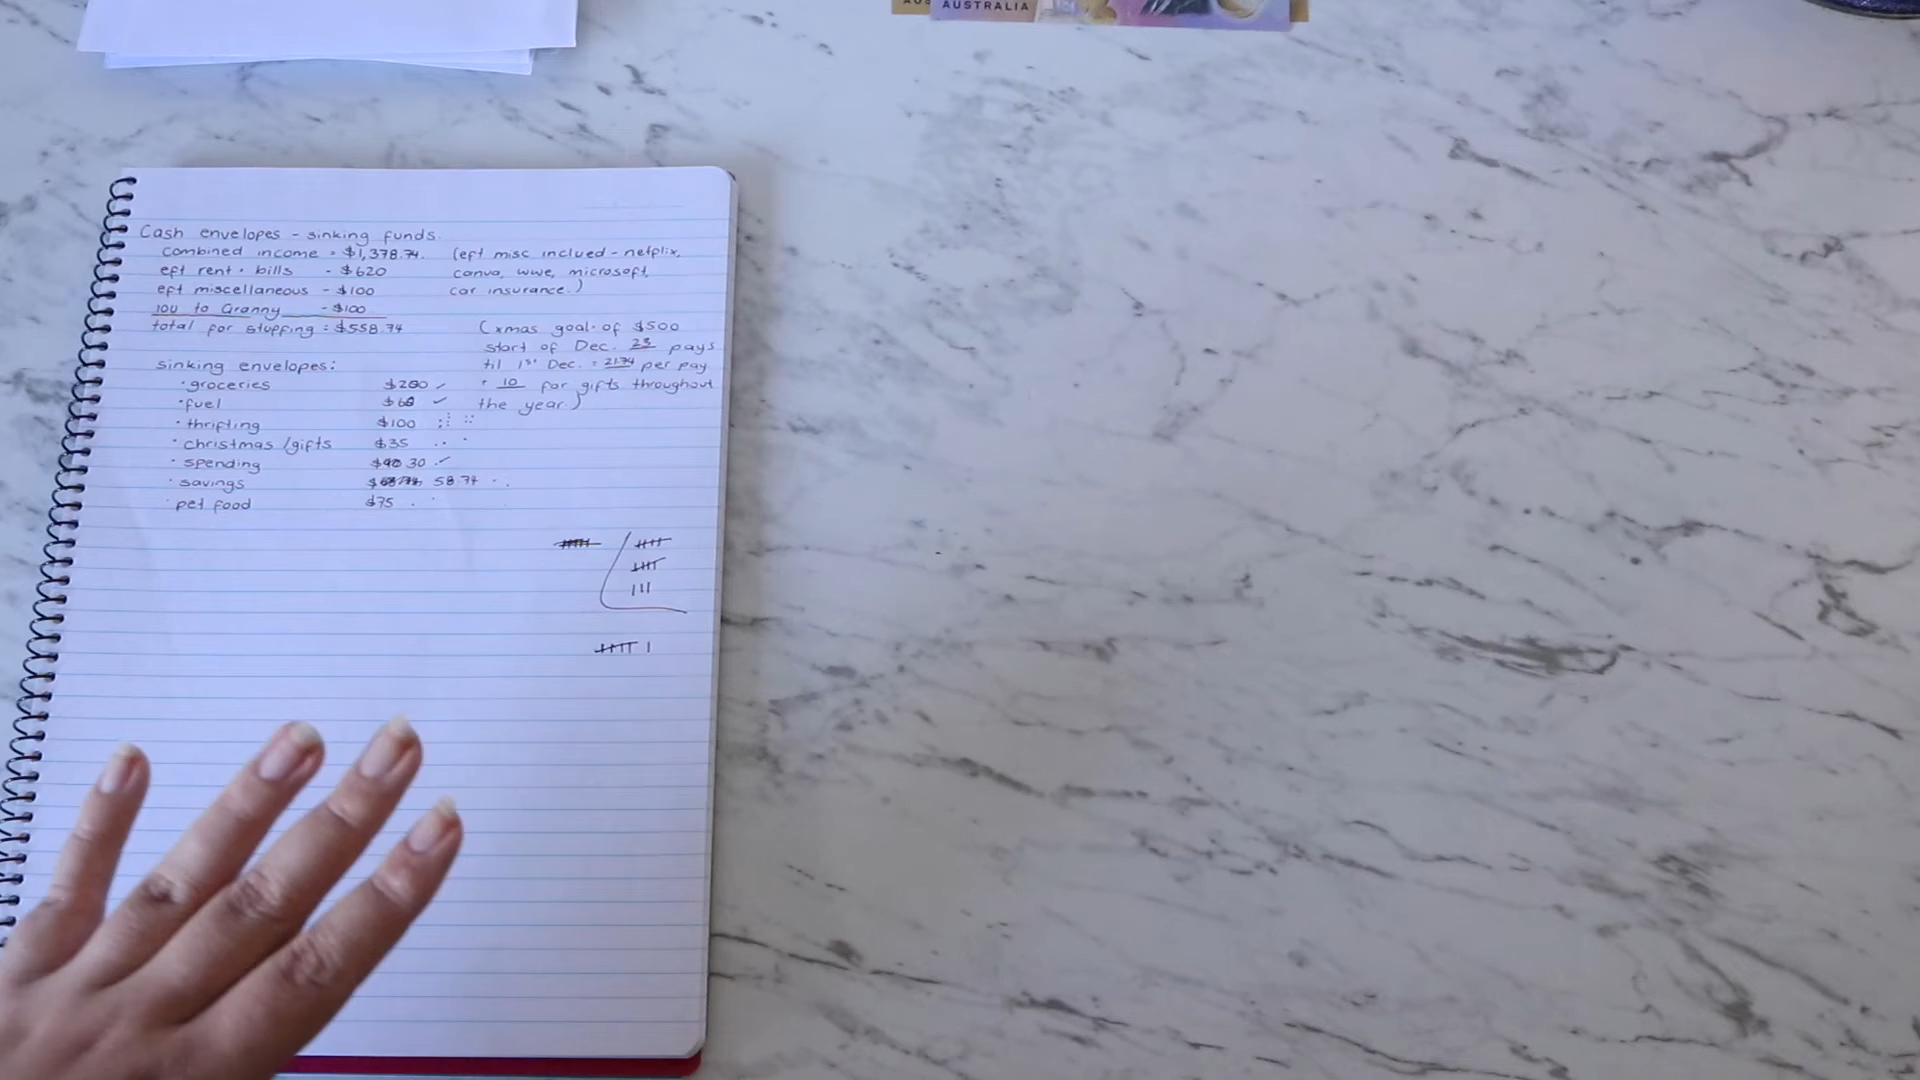 AUSTRALIA
Cash envelopes - sinking funds.
combined income = $1,378.74.
eft rent + bills - $620
eft miscellaneous - $100
IOU to Granny - $100
total for stuffing = $558.74
(eft misc inclued - netflix,
canva, wwe, microsoft,
car insurance.)
(xmas goal of $500
start of Dec. 23 pays
til 1st Dec. = 21.74 per pay
+ 10 for gifts throughout
the year.)
sinking envelopes:
· groceries $200 ✓
· fuel $60 ✓
· thrifting $100
· christmas/gifts $35
· spending 30 ✓
· savings 58.74
· pet food $75